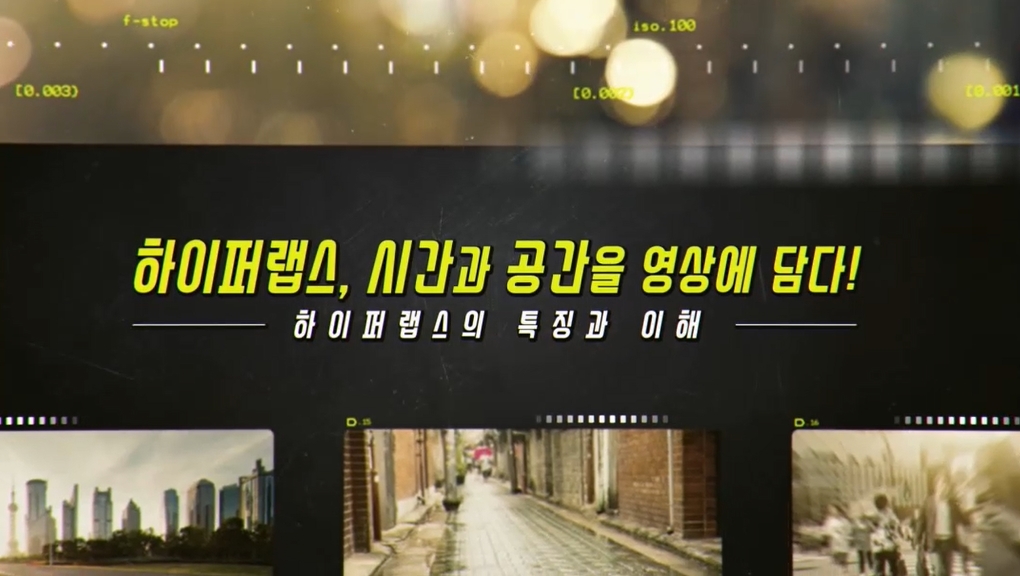 f-stop
iso.100
[0.003)
[0.002)
[0.001
하이퍼랩스, 시간과 공간을 영상에 담다!
하이퍼랩스의 특징과 이해
D.15
D.16